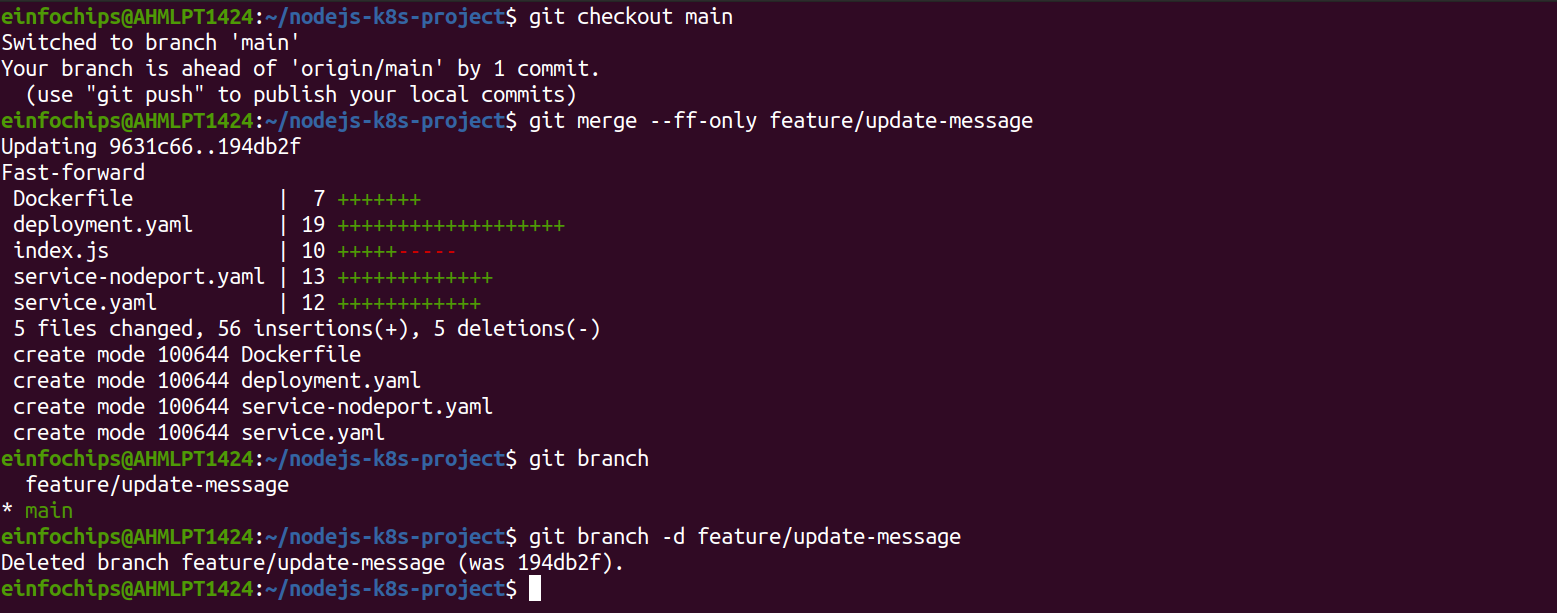 einfochips@AHMLPT1424:~/nodejs-k8s-project$ git checkout main
Switched to branch 'main'
Your branch is ahead of 'origin/main' by 1 commit.
  (use "git push" to publish your local commits)
einfochips@AHMLPT1424:~/nodejs-k8s-project$ git merge --ff-only feature/update-message
Updating 9631c66..194db2f
Fast-forward
 Dockerfile            |  7 +++++++
 deployment.yaml       | 19 +++++++++++++++++++
 index.js              | 10 +++++-----
 service-nodeport.yaml | 13 +++++++++++++
 service.yaml          | 12 ++++++++++++
 5 files changed, 56 insertions(+), 5 deletions(-)
 create mode 100644 Dockerfile
 create mode 100644 deployment.yaml
 create mode 100644 service-nodeport.yaml
 create mode 100644 service.yaml
einfochips@AHMLPT1424:~/nodejs-k8s-project$ git branch
  feature/update-message
* main
einfochips@AHMLPT1424:~/nodejs-k8s-project$ git branch -d feature/update-message
Deleted branch feature/update-message (was 194db2f).
einfochips@AHMLPT1424:~/nodejs-k8s-project$